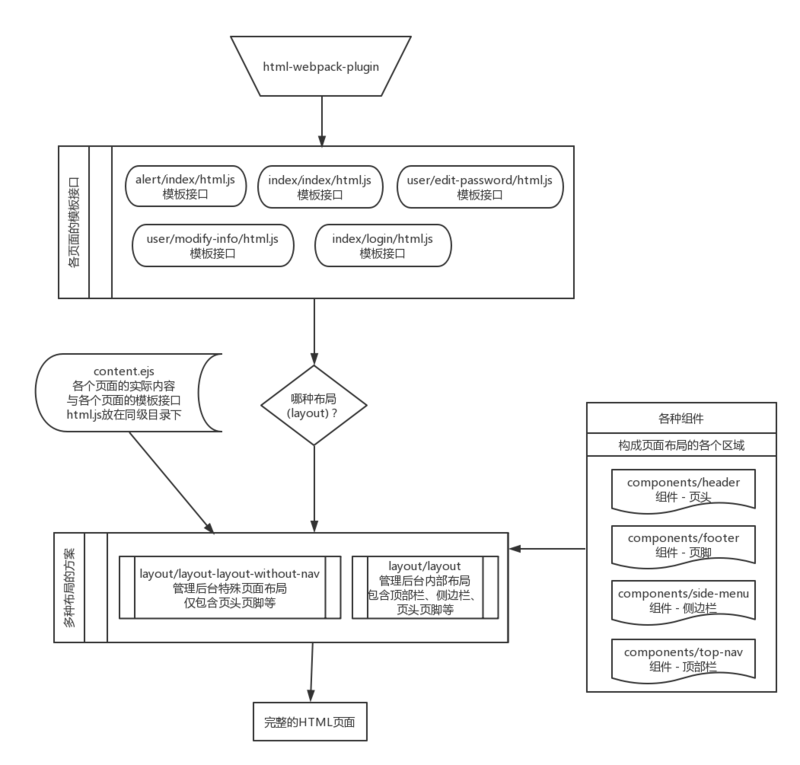 html-webpack-plugin
各页面的模板接口
alert/index/html.js
模板接口
index/index/html.js
模板接口
user/edit-password/html.js
模板接口
user/modify-info/html.js
模板接口
index/login/html.js
模板接口
content.ejs
各个页面的实际内容
与各个页面的模板接口
html.js放在同级目录下
哪种布局
(layout)？
各种组件
构成页面布局的各个区域
components/header
组件 - 页头
components/footer
组件 - 页脚
components/side-menu
组件 - 侧边栏
components/top-nav
组件 - 顶部栏
多种布局的方案
layout/layout-layout-without-nav
管理后台特殊页面布局
仅包含页头页脚等
layout/layout
管理后台内部布局
包含顶部栏、侧边栏、
页头页脚等
完整的HTML页面